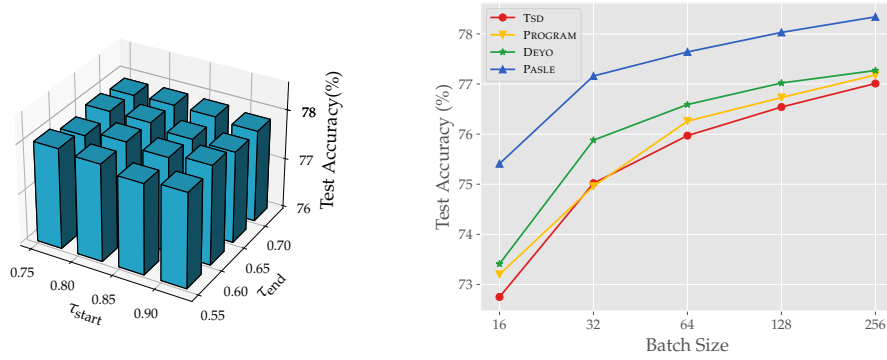 78
77
76
Test Accuracy(%)
0.75
0.80
0.85
0.90
τstart
0.55
0.60
0.65
0.70
τend
TSD
PROGRAM
DEYO
PASLE
78
77
76
75
74
73
Test Accuracy (%)
16 32 64 128 256
Batch Size